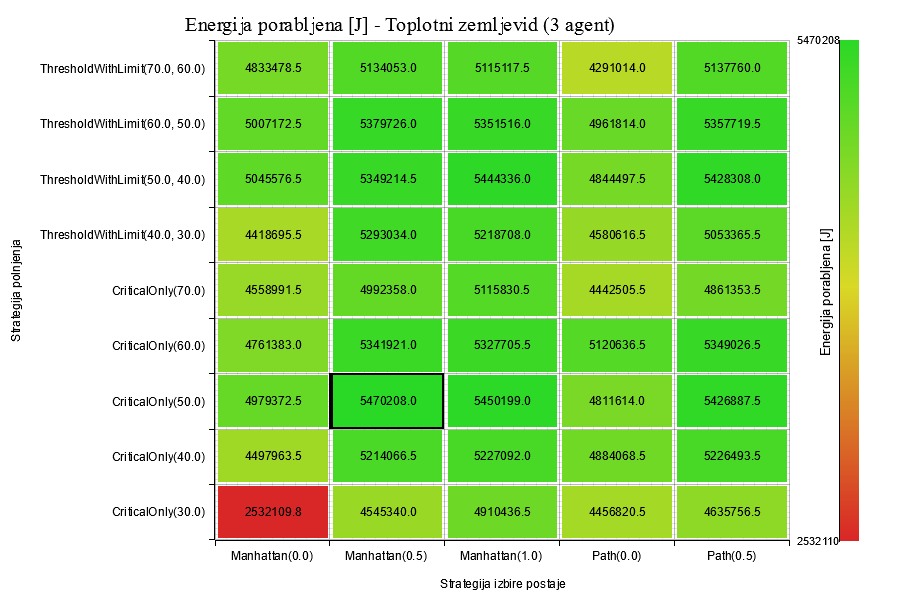 Energija porabljena [J] - Toplotni zemljevid (3 agent)
5470208
ThresholdWithLimit(70.0, 60.0) 4833478.5 5134053.0 5115117.5 4291014.0 5137760.0
ThresholdWithLimit(60.0, 50.0) 5007172.5 5379726.0 5351516.0 4961814.0 5357719.5
ThresholdWithLimit(50.0, 40.0) 5045576.5 5349214.5 5444336.0 4844497.5 5428308.0
ThresholdWithLimit(40.0, 30.0) 4418695.5 5293034.0 5218708.0 4580616.5 5053365.5
CriticalOnly(70.0) 4558991.5 4992358.0 5115830.5 4442505.5 4861353.5
CriticalOnly(60.0) 4761383.0 5341921.0 5327705.5 5120636.5 5349026.5
CriticalOnly(50.0) 4979372.5 5470208.0 5450199.0 4811614.0 5426887.5
CriticalOnly(40.0) 4497963.5 5214066.5 5227092.0 4884068.5 5226493.5
CriticalOnly(30.0) 2532109.8 4545340.0 4910436.5 4456820.5 4635756.5
Strategija polnjenja
Energija porabljena [J]
2532110
Manhattan(0.0) Manhattan(0.5) Manhattan(1.0) Path(0.0) Path(0.5)
Strategija izbire postaje